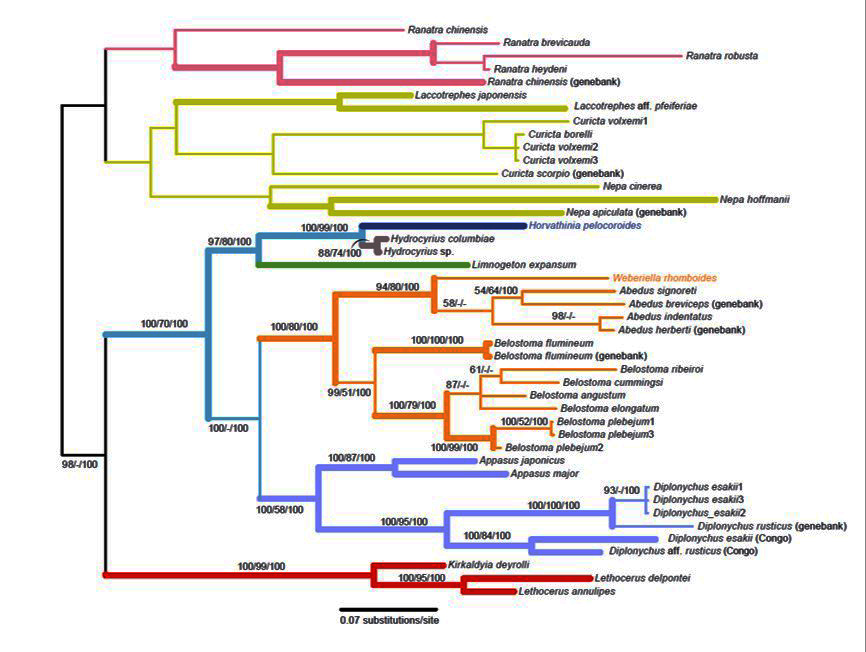 Ranatra chinensis
Ranatra brevicauda
Ranatra robusta
Ranatra heydeni
Ranatra chinensis (genebank)
Laccotrephes japonensis
Laccotrephes aff. pfeiferiae
Curicta volxemi1
Curicta borelli
Curicta volxemi2
Curicta volxemi3
Curicta scorpio (genebank)
Nepa cinerea
Nepa hoffmanii
Nepa apiculata (genebank)
100/99/100
Horvathinia pelocoroides
97/80/100
Hydrocyrius columbiae
88/74/100
Hydrocyrius sp.
Limnogeton expansum
Weberiella rhomboides
94/80/100
54/64/100
Abedus signoreti
58/-/-
Abedus breviceps (genebank)
98/-/-
Abedus indentatus
100/70/100
100/80/100
Abedus herberti (genebank)
100/100/100
Belostoma flumineum
Belostoma flumineum (genebank)
61/-/-
Belostoma ribeiroi
87/-/-
Belostoma cummingsi
99/51/100
Belostoma angustum
100/79/100
Belostoma elongatum
100/52/100
Belostoma plebejum1
100/-/100
Belostoma plebejum3
100/99/100
Belostoma plebejum2
100/87/100
Appasus japonicus
98/-/100
Appasus major
Diplonychus esakii1
93/-/100
Diplonychus esakii3
100/58/100
100/100/100
Diplonychus_esakii2
100/95/100
Diplonychus rusticus (genebank)
100/84/100
Diplonychus esakii (Congo)
Diplonychus aff. rusticus (Congo)
100/99/100
Kirkaldyia deyrolli
100/95/100
Lethocerus delpontei
Lethocerus annulipes
0.07 substitutions/site